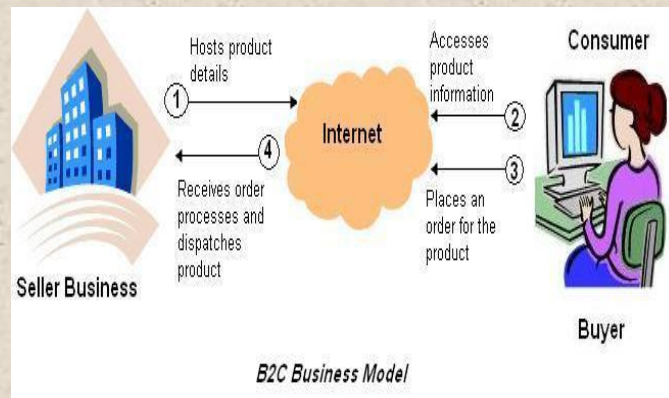 Hosts product
details
1
Accesses
product
information
Consumer
2
Internet
4
3
Receives order
processes and
dispatches
product
Places an
order for the
product
Seller Business
Buyer
B2C Business Model